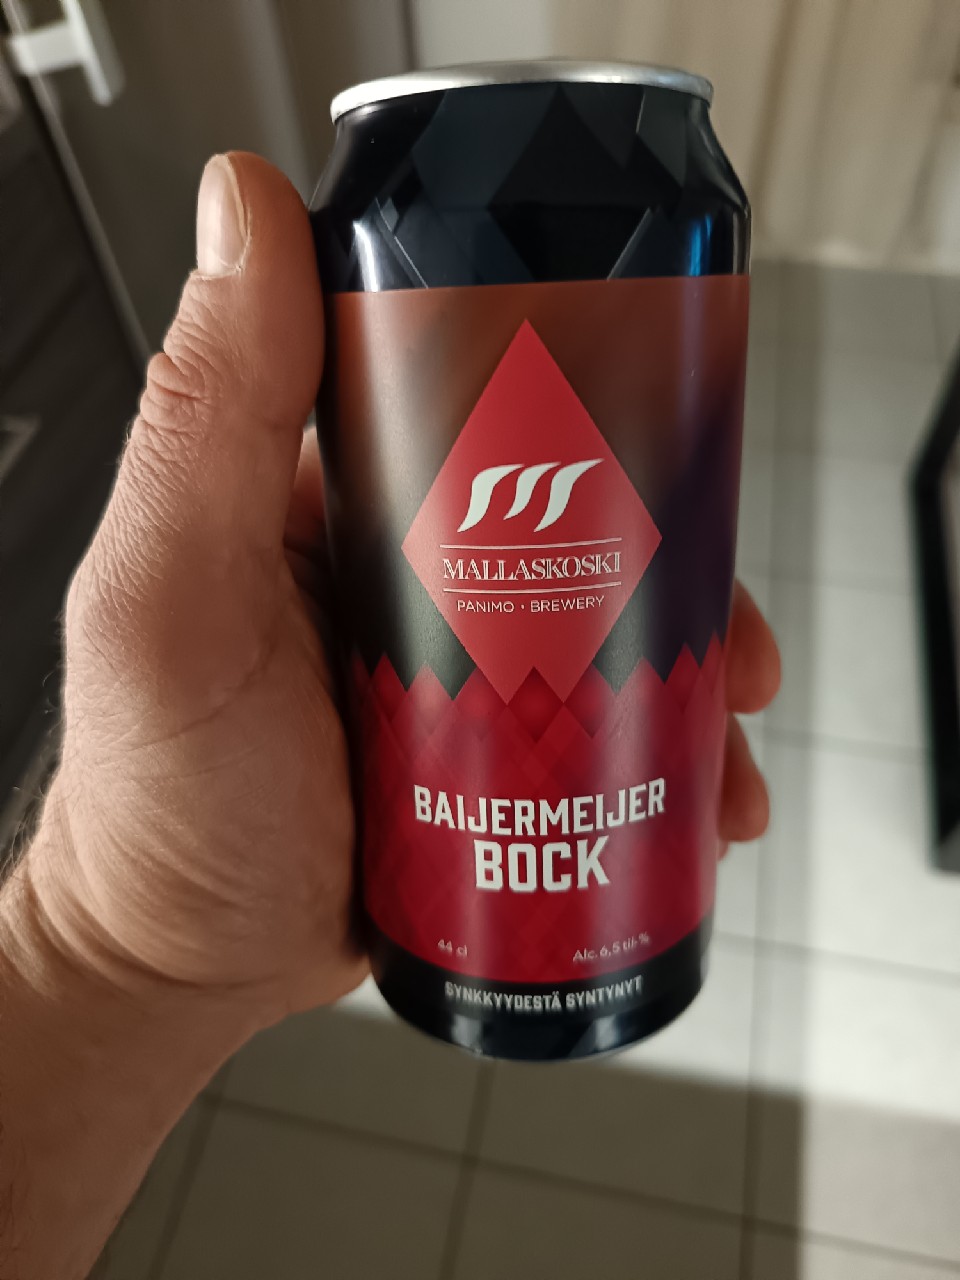 MALLASKOSKI
PANIMO • BREWERY
BAIJERMEIJER
BOCK
44 cl Alc. 6,5 til-%
SYNKKYYDESTÄ SYNTYNYT